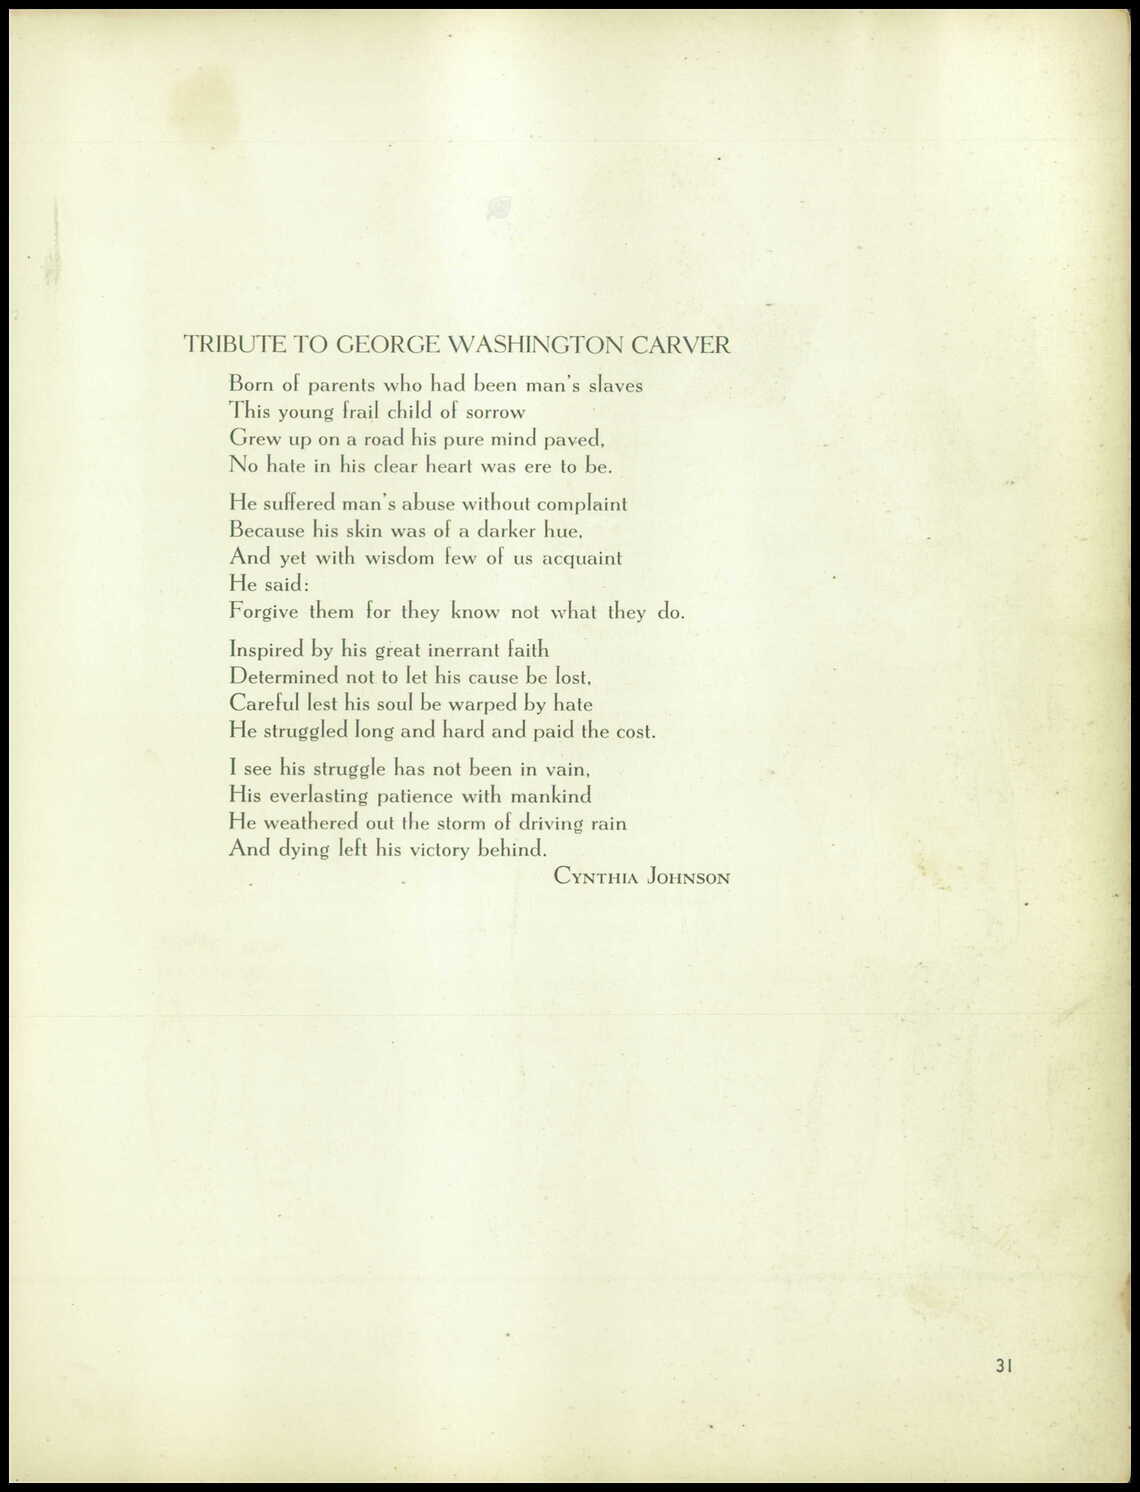 TRIBUTE TO GEORGE WASHINGTON CARVER
Born of parents who had been man's slaves
This young frail child of sorrow
Grew up on a road his pure mind paved,
No hate in his clear heart was ere to be.
He suffered man's abuse without complaint
Because his skin was of a darker hue,
And yet with wisdom few of us acquaint
He said:
Forgive them for they know not what they do.
Inspired by his great inerrant faith
Determined not to let his cause be lost,
Careful lest his soul be warped by hate
He struggled long and hard and paid the cost.
I see his struggle has not been in vain,
His everlasting patience with mankind
He weathered out the storm of driving rain
And dying left his victory behind.
Cynthia Johnson
31